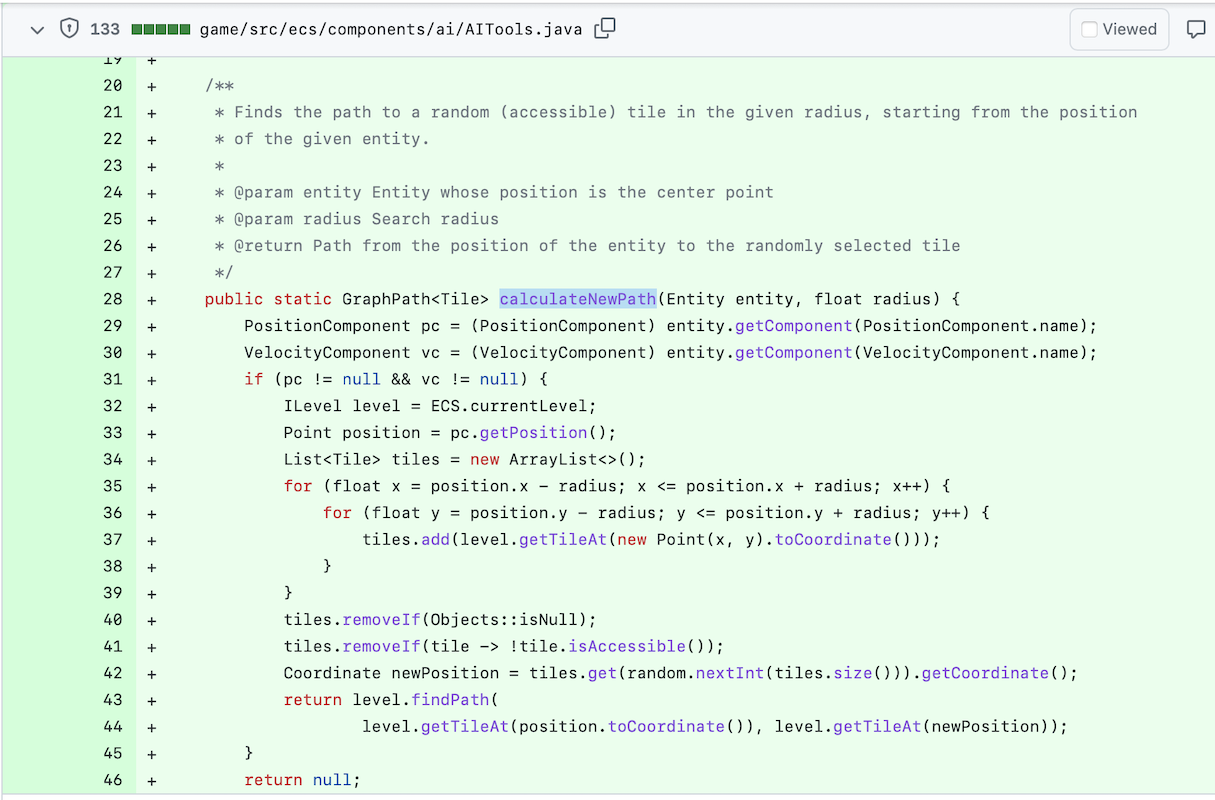 133 game/src/ecs/components/ai/AITools.java Viewed
19 +
20 + /**
21 + * Finds the path to a random (accessible) tile in the given radius, starting from the position
22 + * of the given entity.
23 + *
24 + * @param entity Entity whose position is the center point
25 + * @param radius Search radius
26 + * @return Path from the position of the entity to the randomly selected tile
27 + */
28 + public static GraphPath<Tile> calculateNewPath(Entity entity, float radius) {
29 + PositionComponent pc = (PositionComponent) entity.getComponent(PositionComponent.name);
30 + VelocityComponent vc = (VelocityComponent) entity.getComponent(VelocityComponent.name);
31 + if (pc != null && vc != null) {
32 + ILevel level = ECS.currentLevel;
33 + Point position = pc.getPosition();
34 + List<Tile> tiles = new ArrayList<>();
35 + for (float x = position.x - radius; x <= position.x + radius; x++) {
36 + for (float y = position.y - radius; y <= position.y + radius; y++) {
37 + tiles.add(level.getTileAt(new Point(x, y).toCoordinate()));
38 + }
39 + }
40 + tiles.removeIf(Objects::isNull);
41 + tiles.removeIf(tile -> !tile.isAccessible());
42 + Coordinate newPosition = tiles.get(random.nextInt(tiles.size())).getCoordinate();
43 + return level.findPath(
44 + level.getTileAt(position.toCoordinate()), level.getTileAt(newPosition));
45 + }
46 + return null;